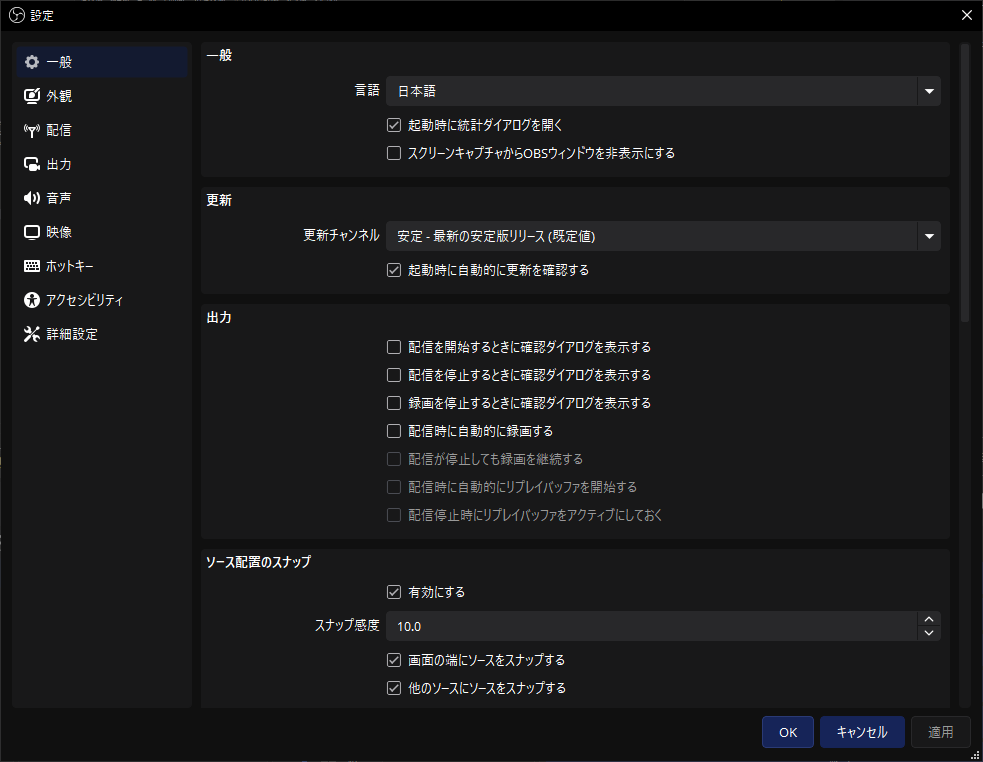 設定
一般
外観
配信
出力
音声
映像
ホットキー
アクセシビリティ
詳細設定
一般
言語 日本語
起動時に統計ダイアログを開く
スクリーンキャプチャからOBSウィンドウを非表示にする
更新
更新チャンネル 安定 - 最新の安定版リリース (既定値)
起動時に自動的に更新を確認する
出力
配信を開始するときに確認ダイアログを表示する
配信を停止するときに確認ダイアログを表示する
録画を停止するときに確認ダイアログを表示する
配信時に自動的に録画する
配信が停止しても録画を継続する
配信時に自動的にリプレイバッファを開始する
配信停止時にリプレイバッファをアクティブにしておく
ソース配置のスナップ
有効にする
スナップ感度 10.0
画面の端にソースをスナップする
他のソースにソースをスナップする
OK キャンセル 適用